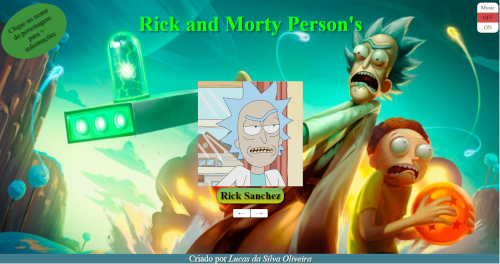 Rick and Morty Person's
Clique no nome
do personagem
para +
informações
Music
OFF
ON
Rick Sanchez
← →
Criado por Lucas da Silva Oliveira